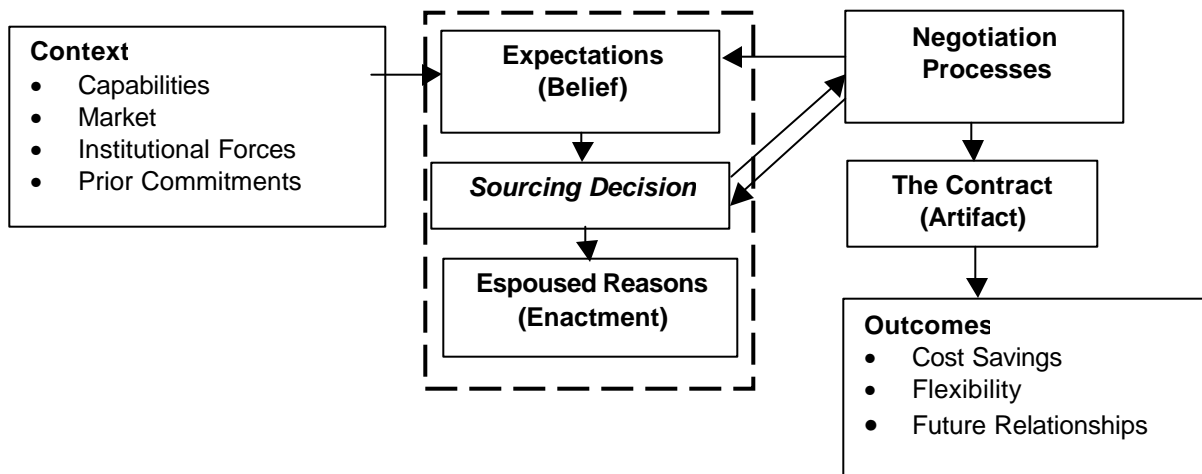 Context
• Capabilities
• Market
• Institutional Forces
• Prior Commitments
Expectations
(Belief)
Sourcing Decision
Espoused Reasons
(Enactment)
Negotiation
Processes
The Contract
(Artifact)
Outcomes
• Cost Savings
• Flexibility
• Future Relationships